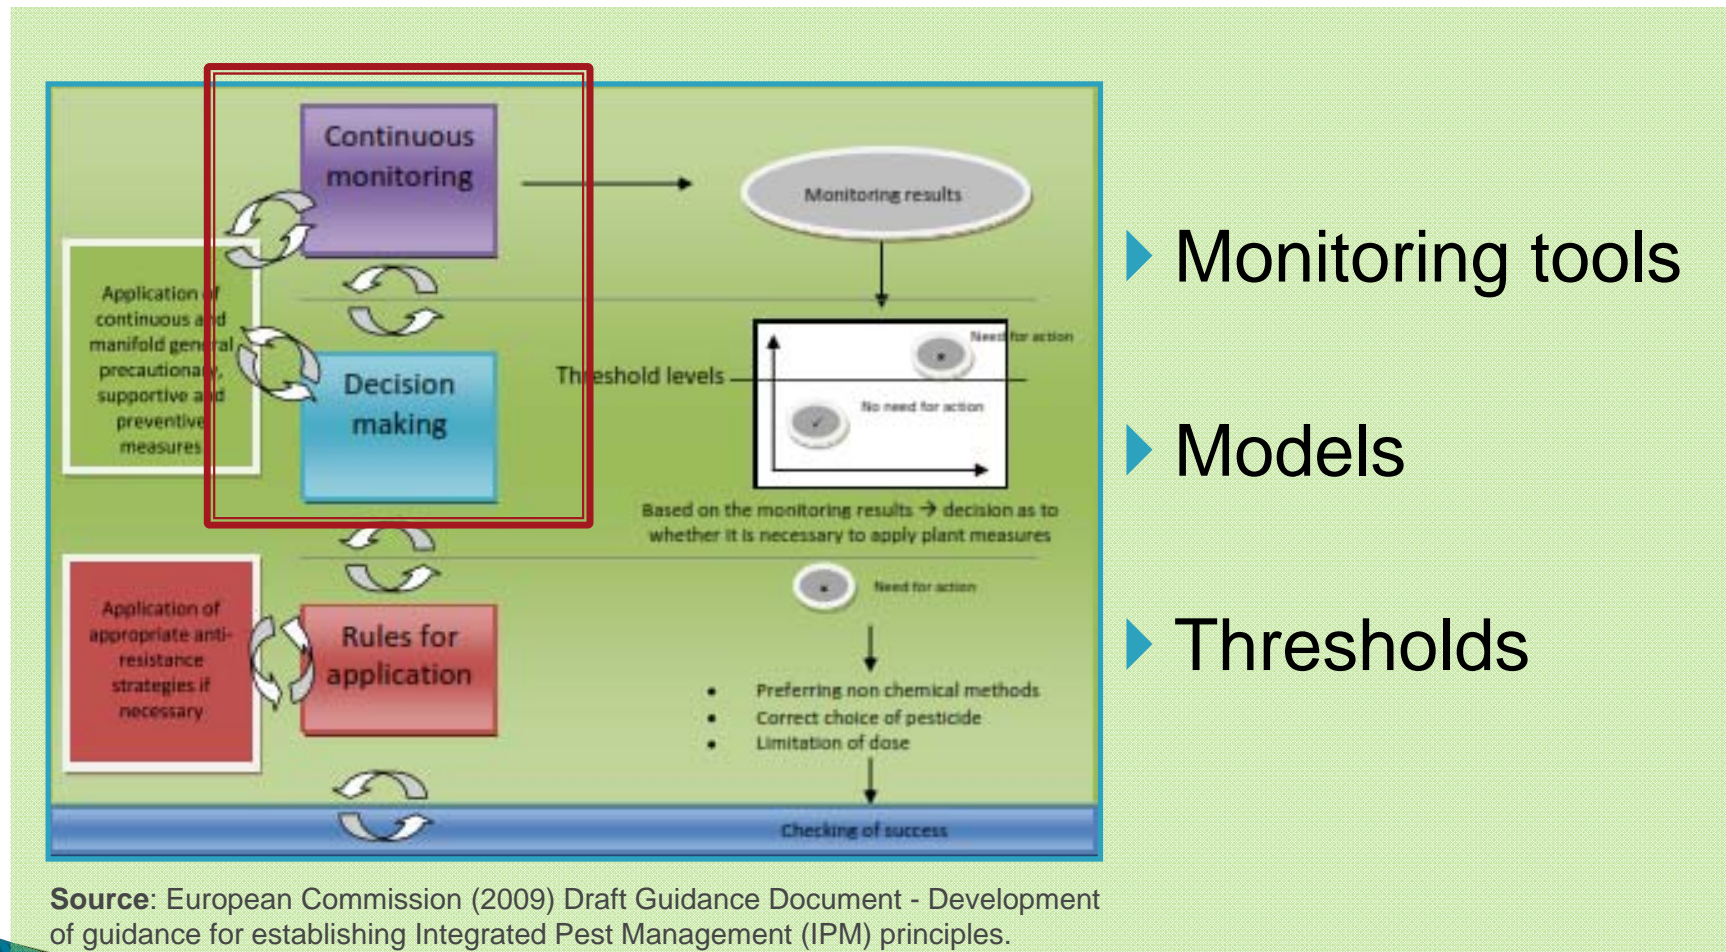 Continuous
monitoring
Monitoring results
Application of
continuous and
manifold general
precautionary,
supportive and
preventive
measures
Decision
making
Threshold levels
Need for action
No need for action
Based on the monitoring results → decision as to
whether it is necessary to apply plant measures
Application of
appropriate anti-
resistance
strategies if
necessary
Rules for
application
Need for action
• Preferring non chemical methods
• Correct choice of pesticide
• Limitation of dose
Checking of success
Monitoring tools
Models
Thresholds
Source: European Commission (2009) Draft Guidance Document - Development
of guidance for establishing Integrated Pest Management (IPM) principles.